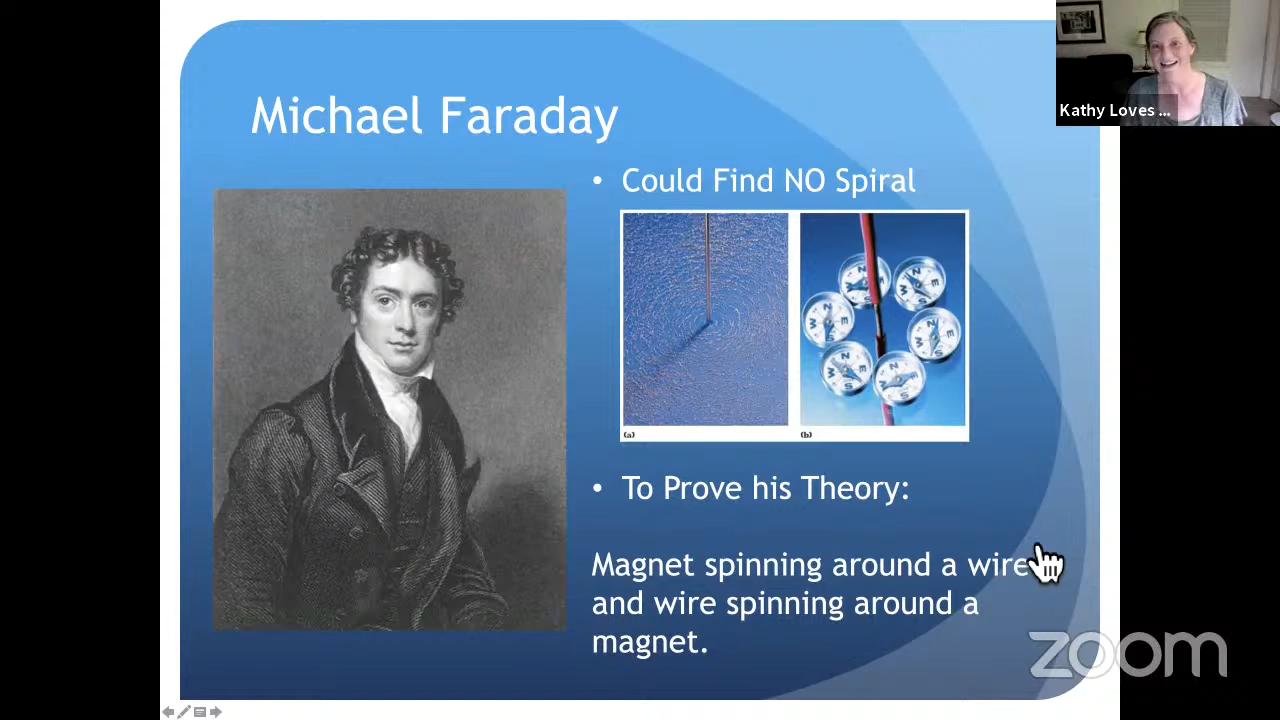 Michael Faraday
• Could Find NO Spiral
(a)
(b)
• To Prove his Theory:
Magnet spinning around a wire
and wire spinning around a
magnet.
Kathy Loves ...
zoom